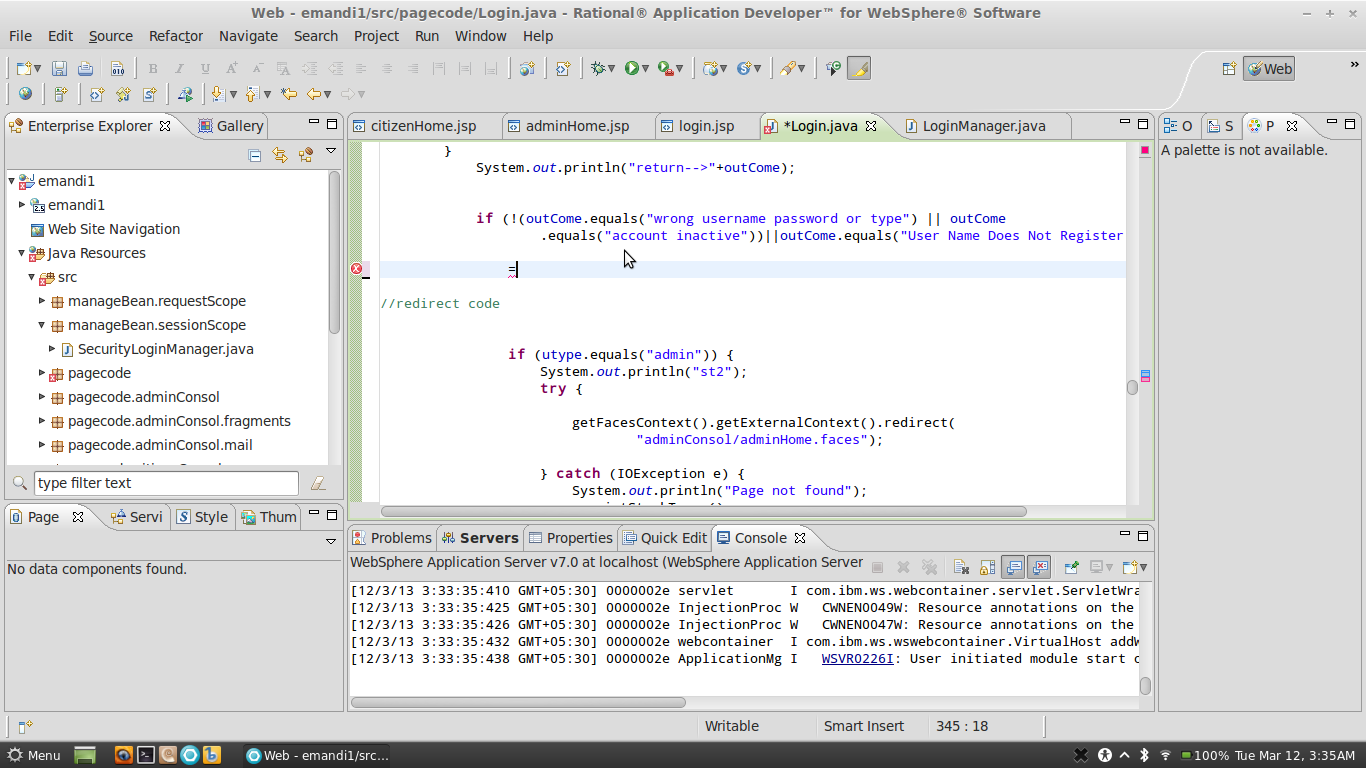 Web - emandi1/src/pagecode/Login.java - Rational® Application Developer™ for WebSphere® Software
File Edit Source Refactor Navigate Search Project Run Window Help
Web
Enterprise Explorer Gallery
citizenHome.jsp adminHome.jsp login.jsp *Login.java LoginManager.java
O S P
A palette is not available.
emandi1
emandi1
Web Site Navigation
Java Resources
src
manageBean.requestScope
manageBean.sessionScope
SecurityLoginManager.java
pagecode
pagecode.adminConsol
pagecode.adminConsol.fragments
pagecode.adminConsol.mail
type filter text
}
System.out.println("return-->"+outCome);
if (!(outCome.equals("wrong username password or type") || outCome
.equals("account inactive"))||outCome.equals("User Name Does Not Register
=
//redirect code
if (utype.equals("admin")) {
System.out.println("st2");
try {
getFacesContext().getExternalContext().redirect(
"adminConsol/adminHome.faces");
} catch (IOException e) {
System.out.println("Page not found");
Page Servi Style Thum
No data components found.
Problems Servers Properties Quick Edit Console
WebSphere Application Server v7.0 at localhost (WebSphere Application Server
[12/3/13 3:33:35:410 GMT+05:30] 0000002e servlet I com.ibm.ws.webcontainer.servlet.ServletWra
[12/3/13 3:33:35:425 GMT+05:30] 0000002e InjectionProc W CWNEN0049W: Resource annotations on the
[12/3/13 3:33:35:426 GMT+05:30] 0000002e InjectionProc W CWNEN0047W: Resource annotations on the
[12/3/13 3:33:35:432 GMT+05:30] 0000002e webcontainer I com.ibm.ws.wswebcontainer.VirtualHost addW
[12/3/13 3:33:35:438 GMT+05:30] 0000002e ApplicationMg I WSVR0226I: User initiated module start c
Writable Smart Insert 345 : 18
Menu Web - emandi1/src... 100% Tue Mar 12, 3:35AM